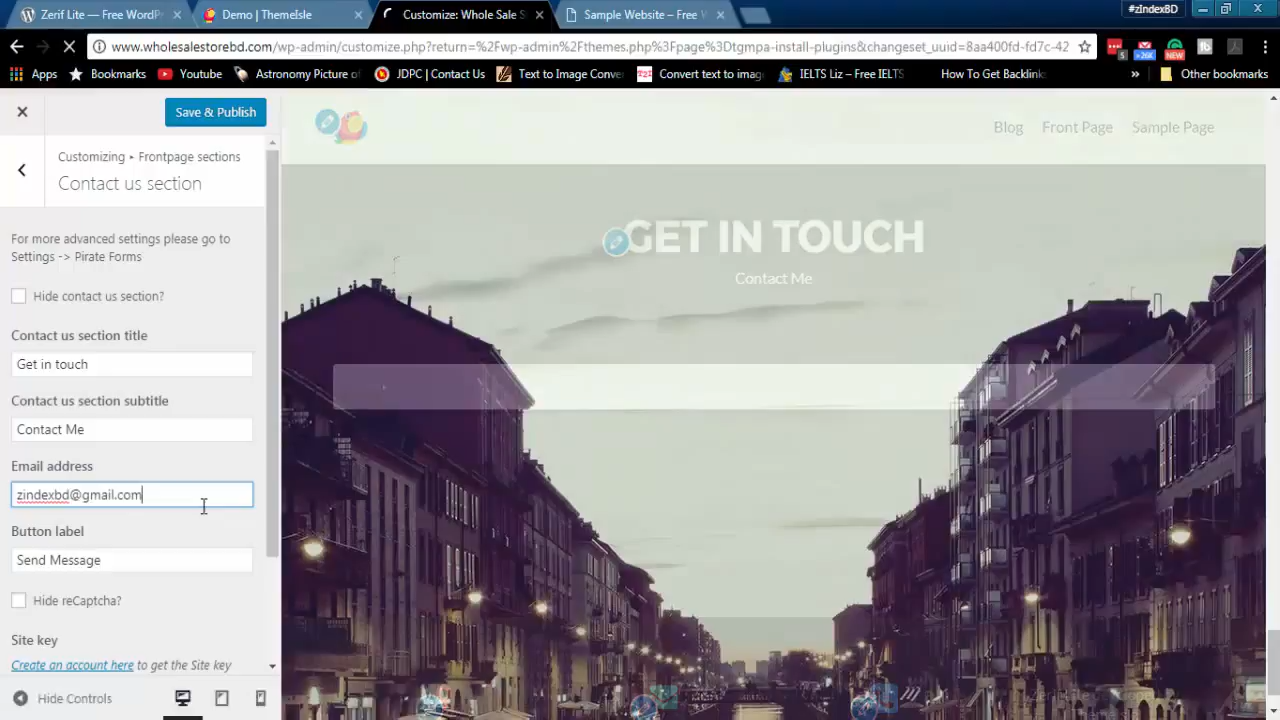 #zIndexBD
Zerif Lite - Free WordPr
Demo | ThemeIsle
Customize: Whole Sale S
Sample Website – Free W
www.wholesalestorebd.com/wp-admin/customize.php?return=%2Fwp-admin%2Fthemes.php%3Fpage%3Dtgmpa-install-plugins&changeset_uuid=8aa400fd-fd7c-42
Apps
Bookmarks
Youtube
Astronomy Picture of
JDPC | Contact Us
Text to Image Conve
Convert text to imag
IELTS Liz – Free IELTS
How To Get Backlink
Other bookmarks
Save & Publish
Customizing ▸ Frontpage sections
Contact us section
For more advanced settings please go to
Settings -> Pirate Forms
Hide contact us section?
Contact us section title
Get in touch
Contact us section subtitle
Contact Me
Email address
zindexbd@gmail.com
Button label
Send Message
Hide reCaptcha?
Site key
Create an account here to get the Site key
Hide Controls
Blog
Front Page
Sample Page
GET IN TOUCH
Contact Me